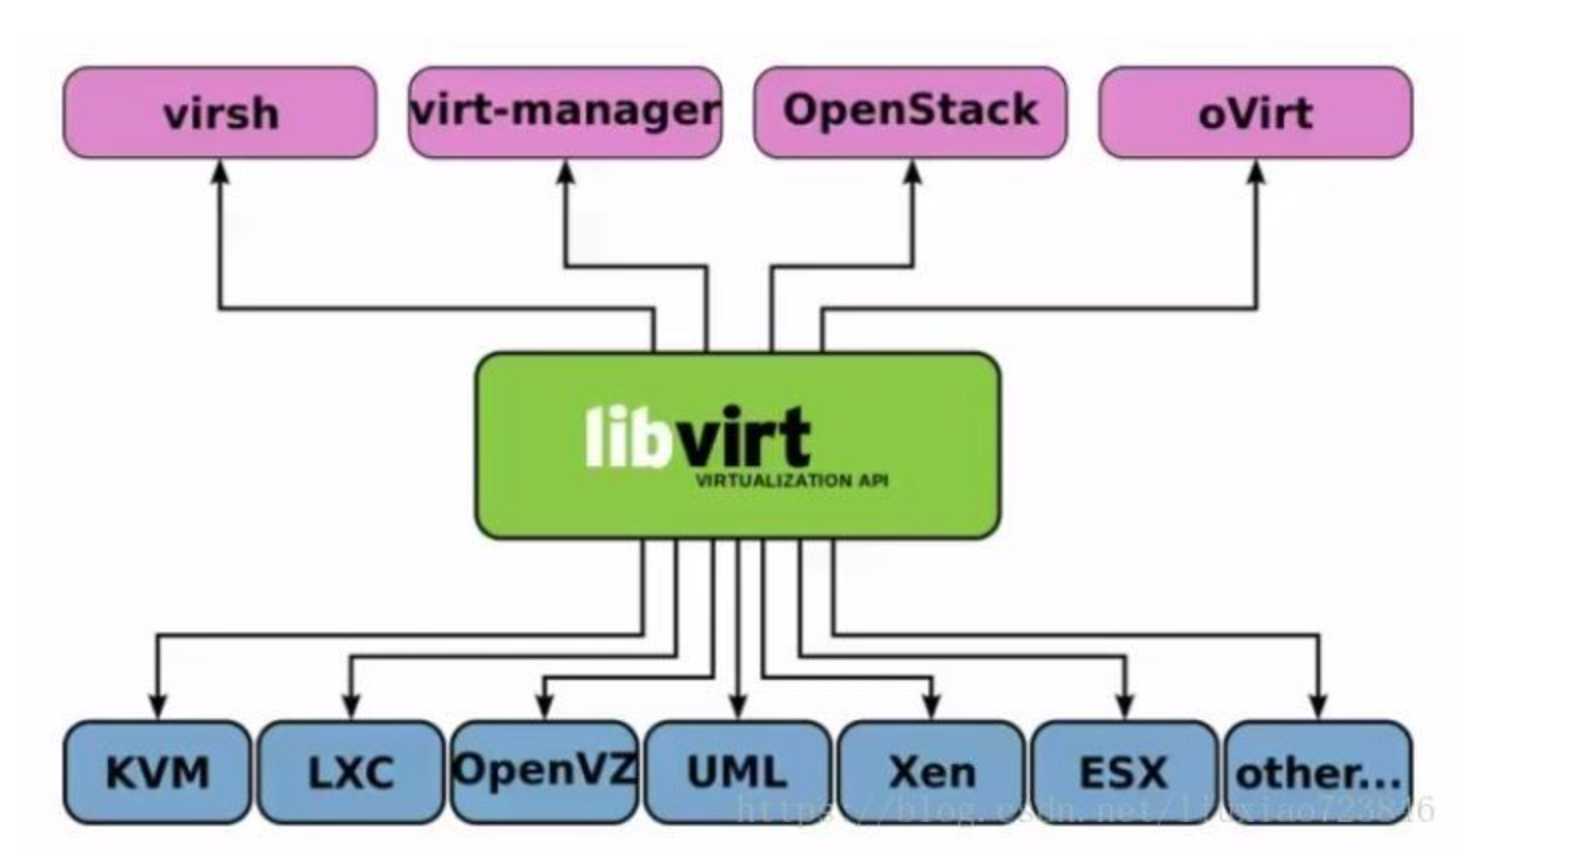 virsh
virt-manager
OpenStack
oVirt
libvirt
VIRTUALIZATION API
KVM
LXC
OpenVZ
UML
Xen
ESX
other...
https://blog.csdn.net/liuxiao723846